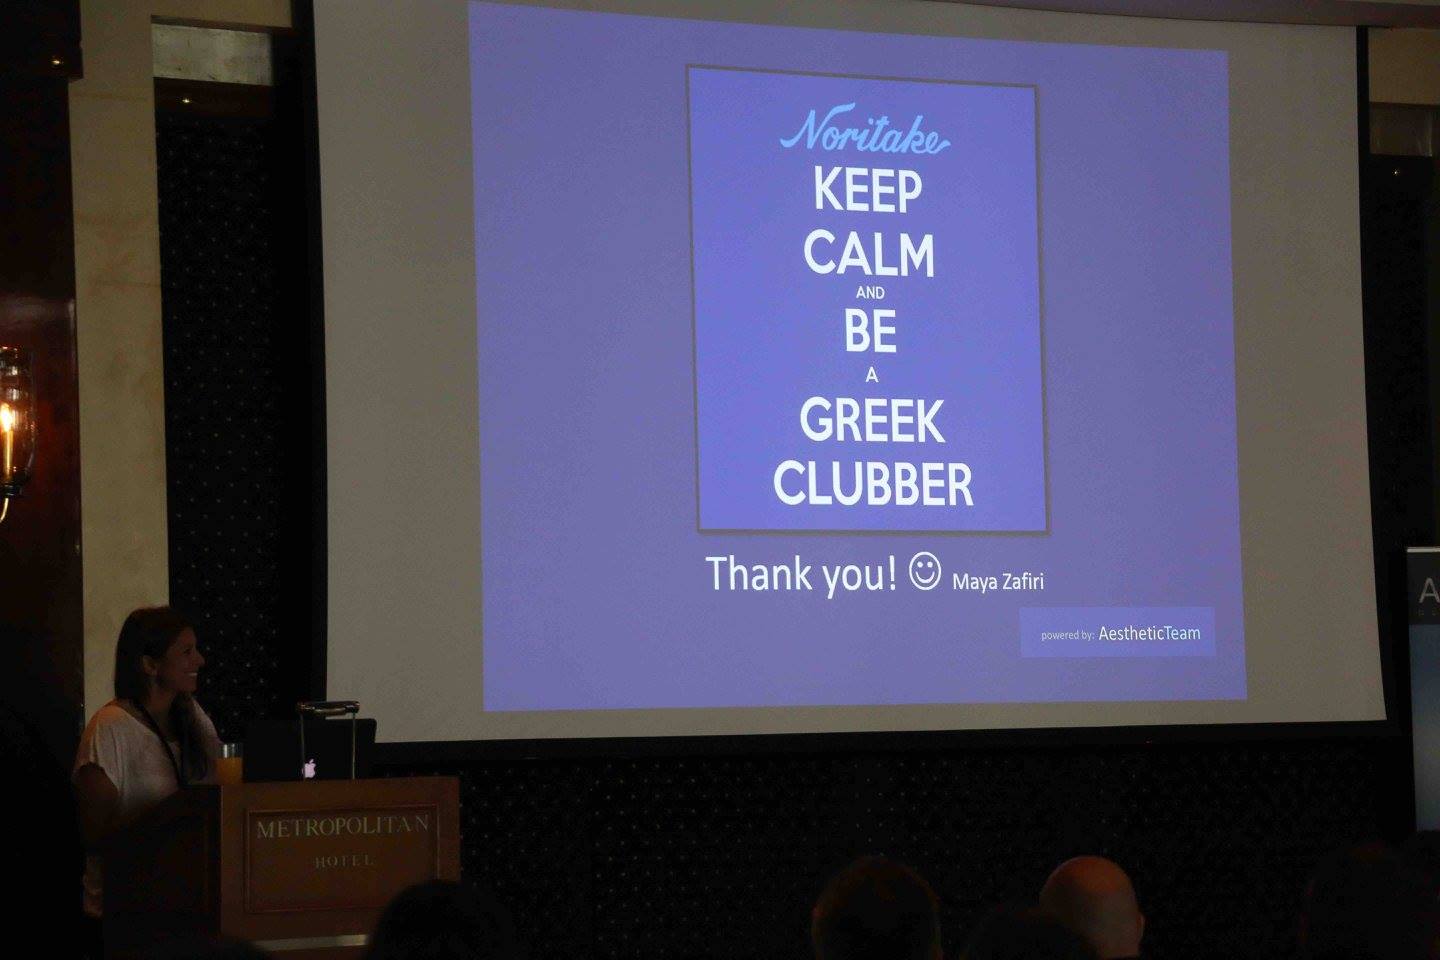 Noritake
KEEP
CALM
AND
BE
A
GREEK
CLUBBER
Thank you! Maya Zafiri
powered by: AestheticTeam
METROPOLITAN
HOTEL
A